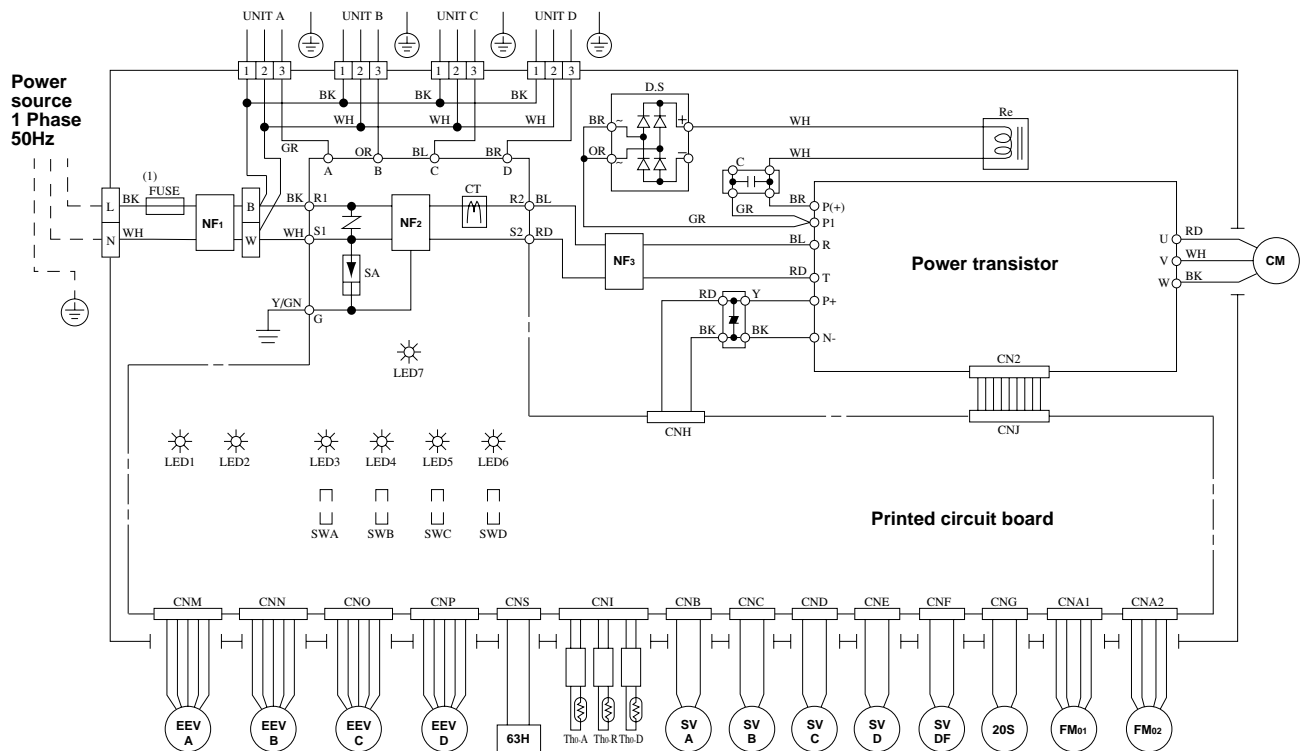 UNIT A UNIT B UNIT C UNIT D
1 2 3 1 2 3 1 2 3 1 2 3
Power
source
1 Phase
50Hz
BK BK BK
WH WH WH
GR OR BL BR
A B C D
D.S
BR ~ +
OR ~ −
WH
Re
WH
C
BR P(+)
GR P1
GR
(1)
L BK FUSE NF1 B BK R1 NF2 CT R2 BL
N WH W WH S1 S2 RD
SA
Y/GN G
NF3
BL R
RD T
RD Y P+
BK BK N-
Power transistor
U RD
V WH
W BK
CM
CN2
CNJ
CNH
LED7
LED1 LED2 LED3 LED4 LED5 LED6
SWA SWB SWC SWD
Printed circuit board
CNM CNN CNO CNP CNS CNI CNB CNC CND CNE CNF CNG CNA1 CNA2
Tho-A Tho-R Tho-D
EEV
A
EEV
B
EEV
C
EEV
D
63H
SV
A
SV
B
SV
C
SV
D
SV
DF
20S
FM01
FM02